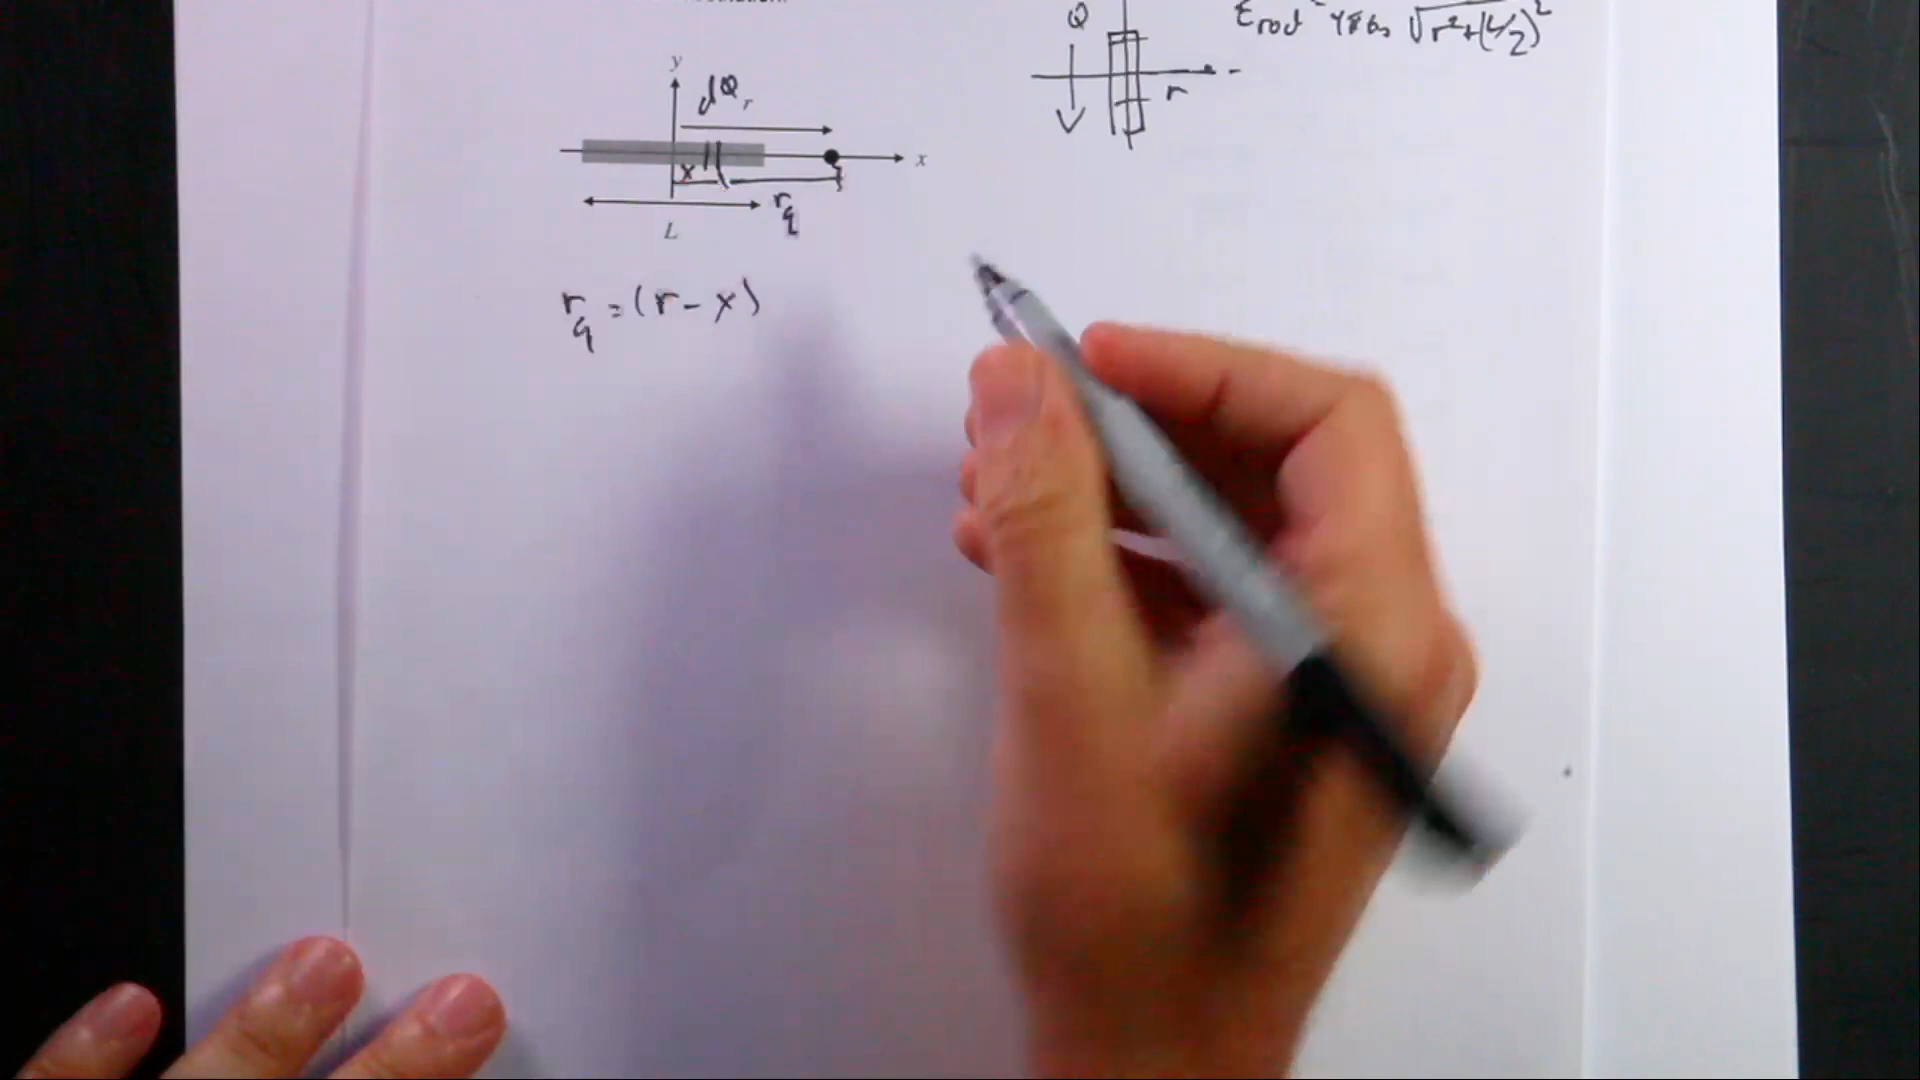 Q
E_rod = 4πε₀ √r²+(L/2)²
r
y
dQ
r
x
x
r_q
L
r_q = (r - x)